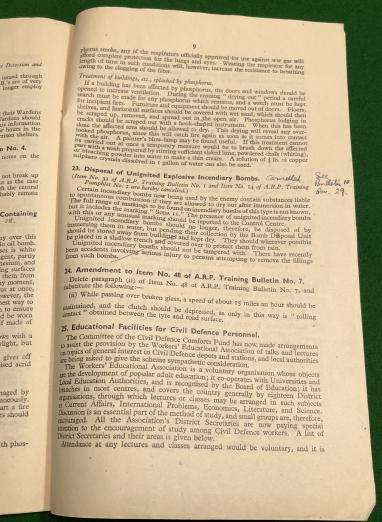 9
phorus smoke, any of the respirators officially approved for use against war gas will
afford complete protection for the lungs and eyes. Wearing the respirator for any
length of time in such conditions will, however, increase the resistance to breathing
owing to the clogging of the filter.
Treatment of buildings, etc., splashed by phosphorus.
If a building has been affected by phosphorus, the doors and windows should be
opened to increase ventilation. During the ensuing "drying out" period a careful
search must be made for any phosphorus which remains, and a watch must be kept
for incipient fires. Furniture and equipment should be moved out of doors. Floors,
shelves, and horizontal surfaces should be covered with wet sand, which should then
be scraped up, removed, and spread out in the open air. Phosphorus lodging in
cracks should be scraped out with a hooked instrument. When this has been
done the affected area should be allowed to dry. This drying will reveal any over-
looked phosphorus, since this will catch fire again as soon as it comes into contact
with the air. A painter's blow-lamp may be found useful. If this treatment cannot
be carried out at once a temporary measure would be to brush down the affected
part with a wash prepared by stirring sufficient slaked lime, powdered chalk (whiting),
or bleaching powder into water to make a thin cream. A solution of ½ lb. of copper
sulphate crystals dissolved in 1 gallon of water can also be used.
23. Disposal of Unignited Explosive Incendiary Bombs. Cancelled See
(Item No. 32 of A.R.P. Training Bulletin No. 1 and Item No. 14 of A.R.P. Training Bulletin 10
Pamphlet No. 2 are hereby cancelled.) Nov. 29.
Certain incendiary bombs now being used by the enemy contain substance liable
to spontaneous combustion if they are allowed to dry out after immersion in water.
The full range of markings to be found on incendiary bombs of this type is not known,
but it includes the marking "Sons 11." The presence of unignited incendiary bombs
with this or any unusual marking should be reported to the Control Centre.
Unignited incendiary bombs should no longer, therefore, be disposed of by
immersing them in water, but pending their collection by the Bomb Disposal Unit
should be stored away from buildings and kept dry. They should wherever possible
be placed in a shallow trench and covered over to protect them from rain.
Unignited incendiary bombs should not be tampered with. There have recently
been accidents involving serious injury to persons attempting to remove the fillings
from such bombs.
24. Amendment to Item No. 48 of A.R.P. Training Bulletin No. 7.
Delete paragraph (ii) of Item No. 48 of A.R.P. Training Bulletin No. 7, and
substitute the following:—
(ii) While passing over broken glass, a speed of about 15 miles an hour should be
maintained, and the clutch should be depressed, as only in this way is "rolling
contact" obtained between the tyre and road surface.
25. Educational Facilities for Civil Defence Personnel.
The Committee of the Civil Defence Comforts Fund has now made arrangements
to assist the provision by the Workers' Educational Association of talks and lectures
on topics of general interest in Civil Defence depots and stations, and local authorities
are being asked to give the scheme sympathetic consideration.
The Workers' Educational Association is a voluntary organisation whose objects
are the development of popular adult education; it co-operates with Universities and
Local Education Authorities, and is recognised by the Board of Education; it has
branches in most centres, and covers the country generally by eighteen District
organisations, through which lectures or classes may be arranged in such subjects
as Current Affairs, International Problems, Economics, Literature, and Science.
Discussion is an essential part of the method of study, and small groups are, therefore,
encouraged. All the Association's District Secretaries are now paying special
attention to the encouragement of study among Civil Defence workers. A list of
District Secretaries and their areas is given below.
Attendance at any lectures and classes arranged would be voluntary, and it is